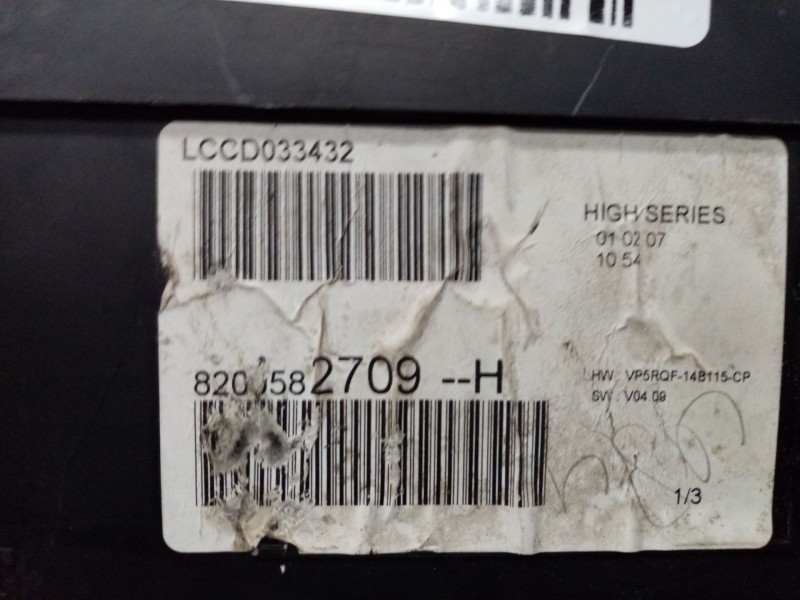 LCCD033432
HIGH SERIES
01 02 07
10 54
2709 --H
HW VP5RQF-14B115-CP
SW V04.09
1/3